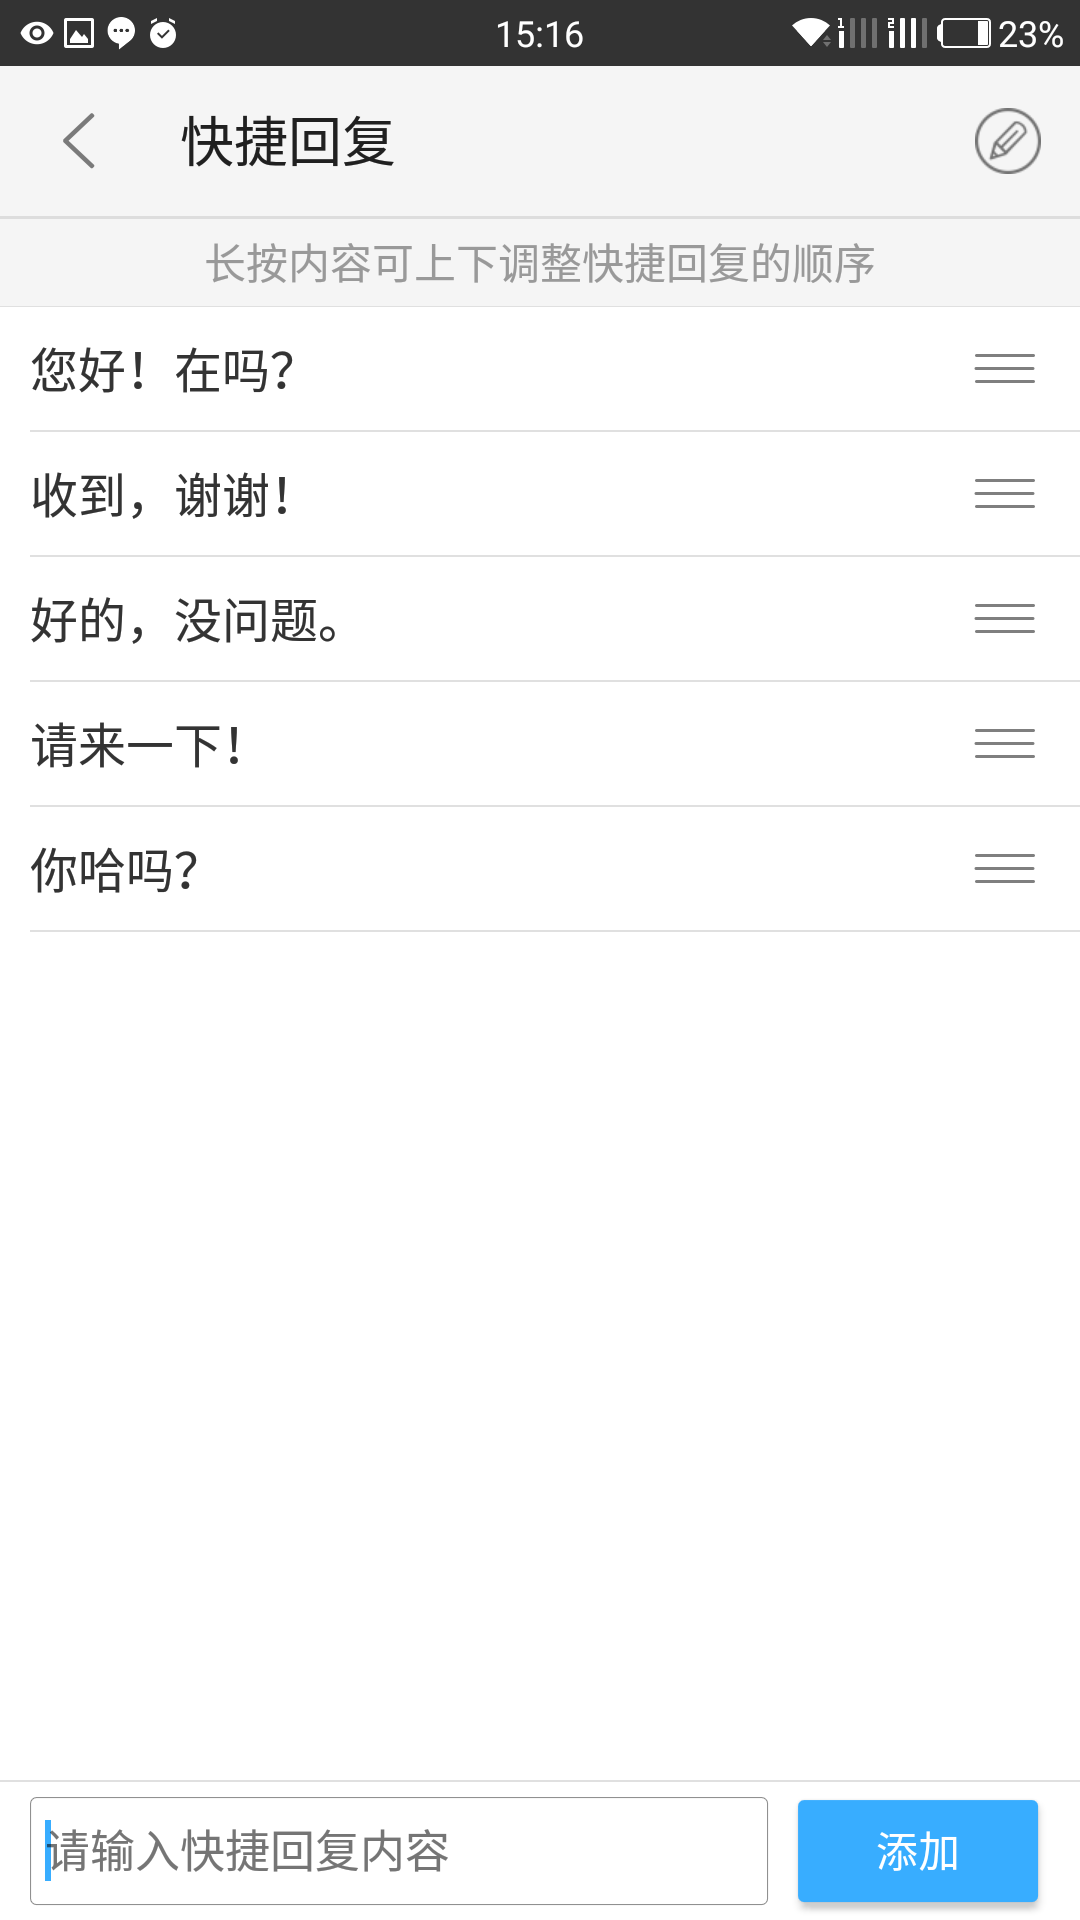 15:16
1
2
23%
快捷回复
长按内容可上下调整快捷回复的顺序
您好！在吗？
收到，谢谢！
好的，没问题。
请来一下！
你哈吗？
请输入快捷回复内容
添加